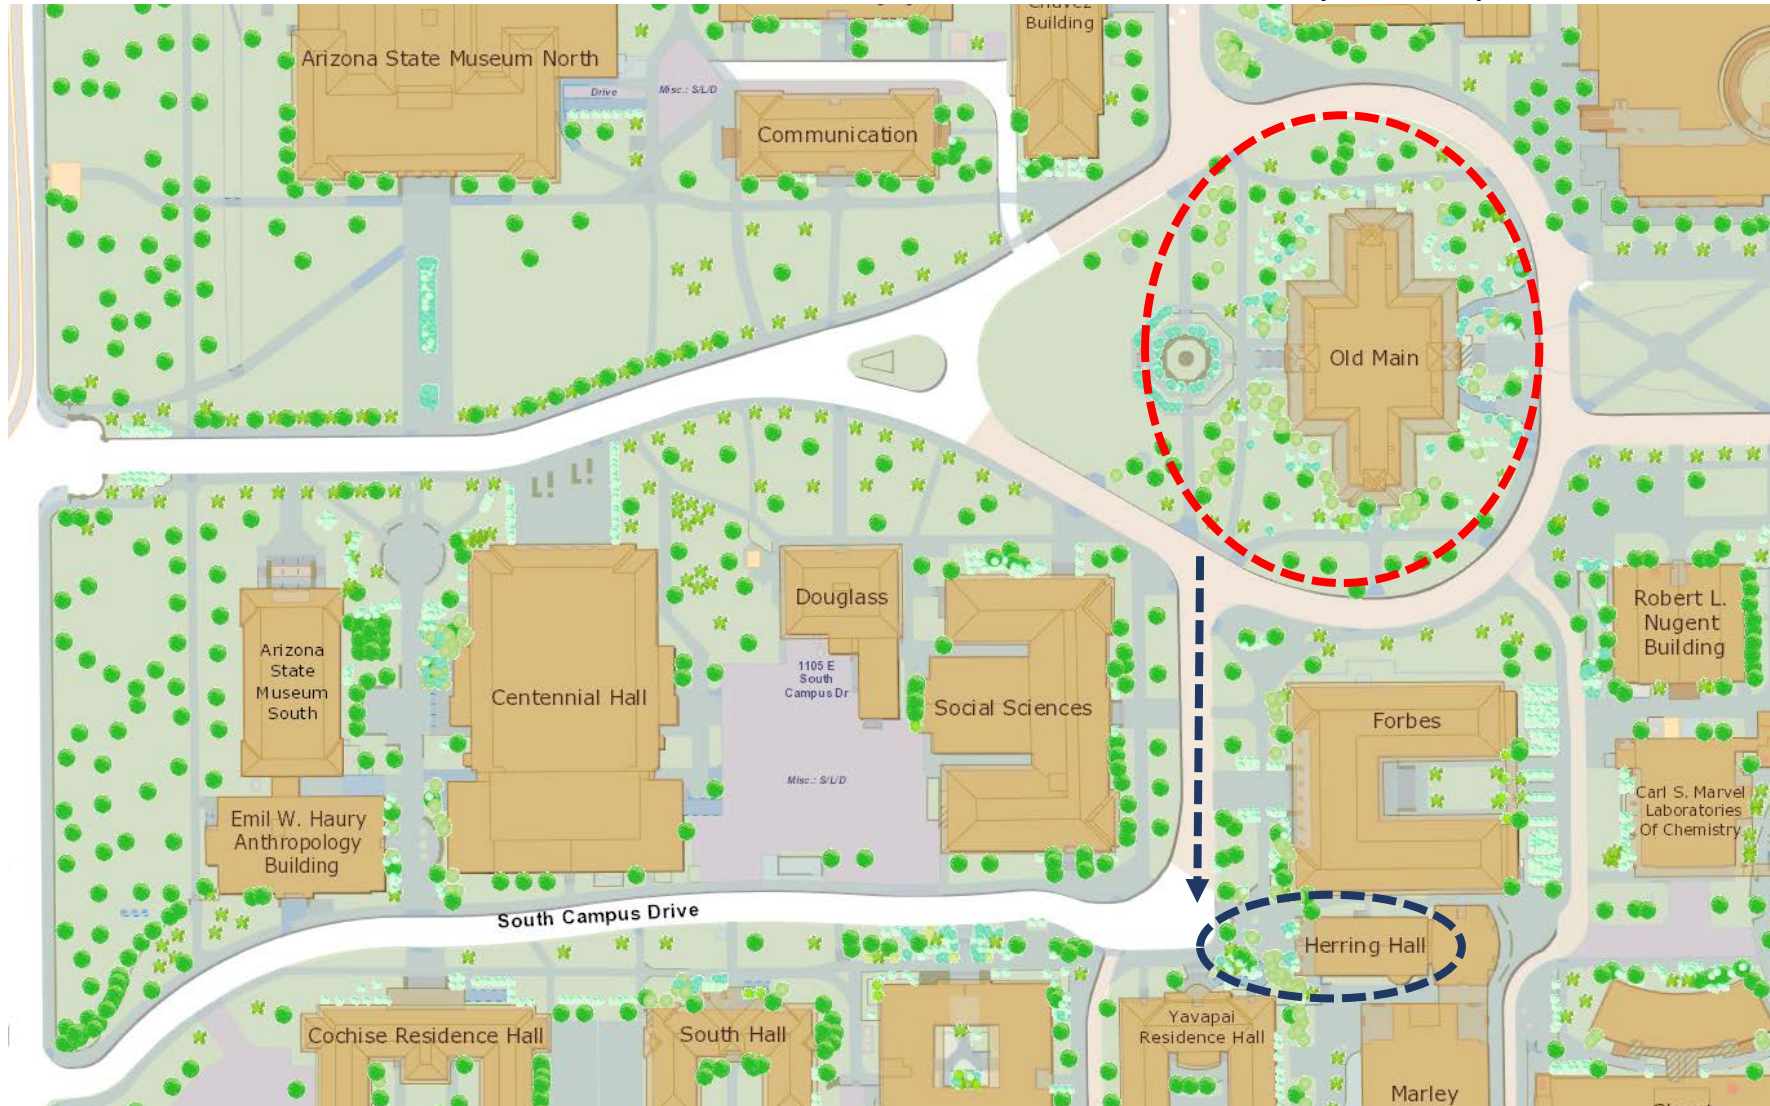 Chavez
Building
Arizona State Museum North
Drive
Misc.: S/L/D
Communication
Old Main
Douglass
Robert L.
Nugent
Building
Arizona
State
Museum
South
1105 E
South
Campus Dr
Centennial Hall
Social Sciences
Forbes
Misc.: S/L/D
Emil W. Haury
Anthropology
Building
Carl S. Marvel
Laboratories
Of Chemistry
South Campus Drive
Herring Hall
Cochise Residence Hall
South Hall
Yavapai
Residence Hall
Marley